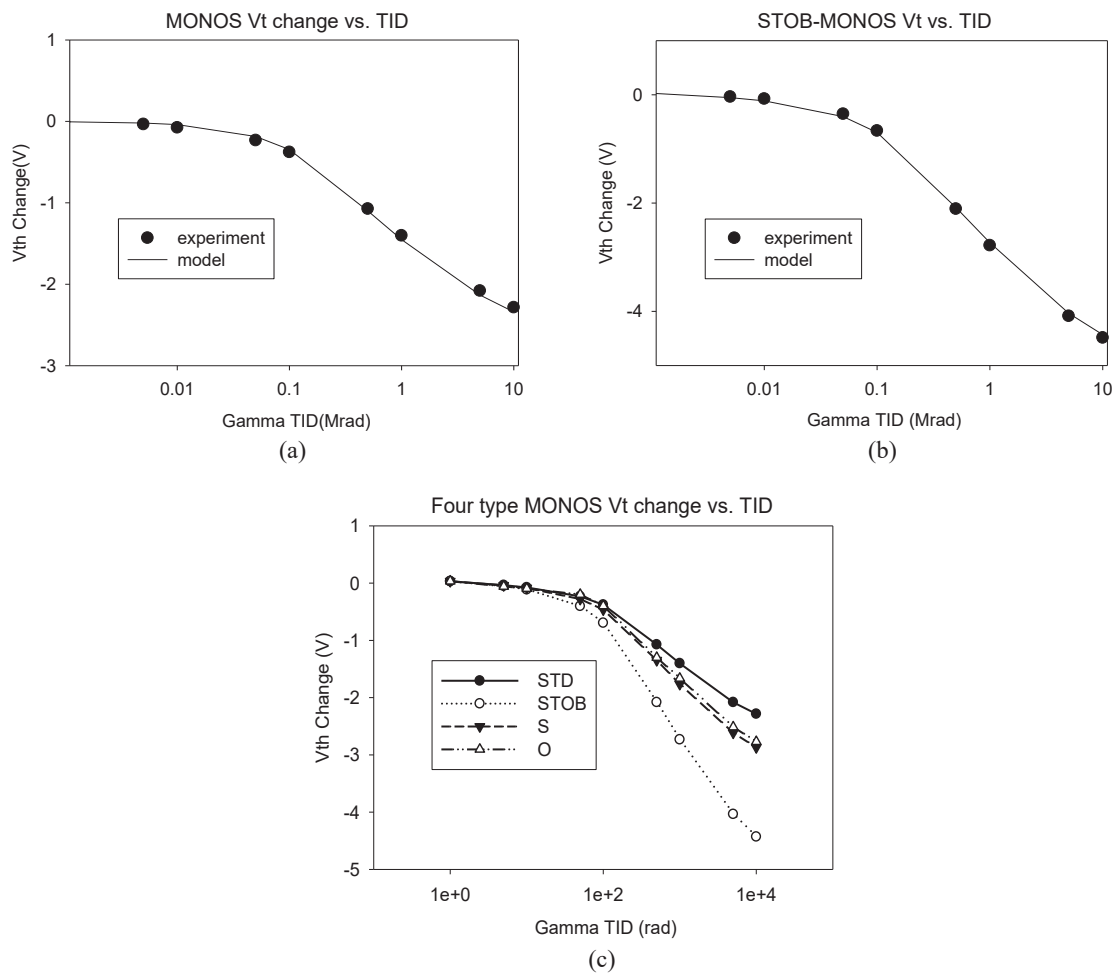 MONOS Vt change vs. TID
1
0
-1
-2
-3
Vth Change(V)
experiment
model
0.01 0.1 1 10
Gamma TID(Mrad)
(a)
STOB-MONOS Vt vs. TID
0
-2
-4
Vth Change (V)
experiment
model
0.01 0.1 1 10
Gamma TID (Mrad)
(b)
Four type MONOS Vt change vs. TID
1
0
-1
-2
-3
-4
-5
Vth Change (V)
STD
STOB
S
O
1e+0 1e+2 1e+4
Gamma TID (rad)
(c)